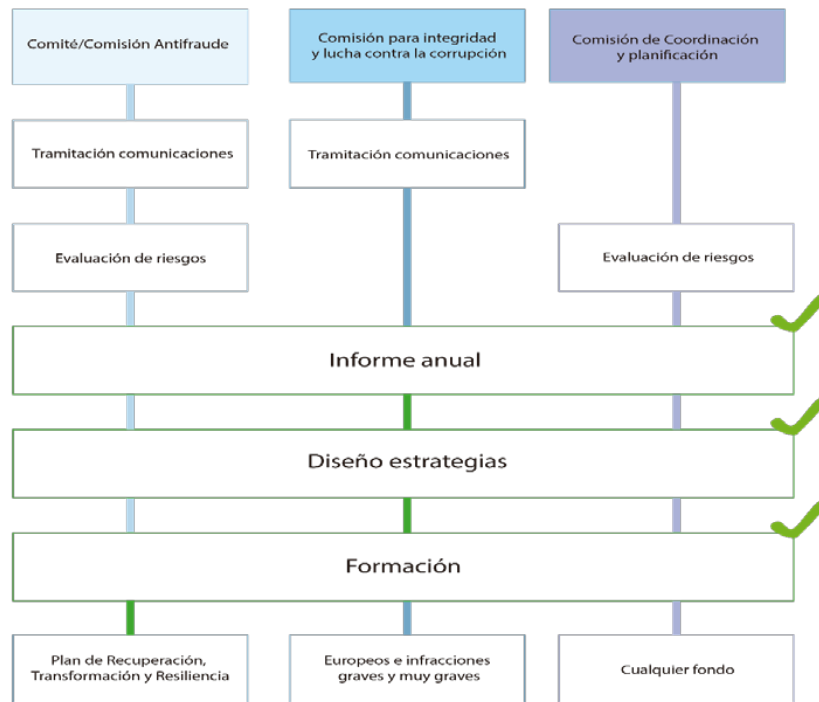 Comité/Comisión Antifraude
Comisión para integridad
y lucha contra la corrupción
Comisión de Coordinación
y planificación
Tramitación comunicaciones
Tramitación comunicaciones
Evaluación de riesgos
Evaluación de riesgos
Informe anual
Diseño estrategias
Formación
Plan de Recuperación,
Transformación y Resiliencia
Europeos e infracciones
graves y muy graves
Cualquier fondo